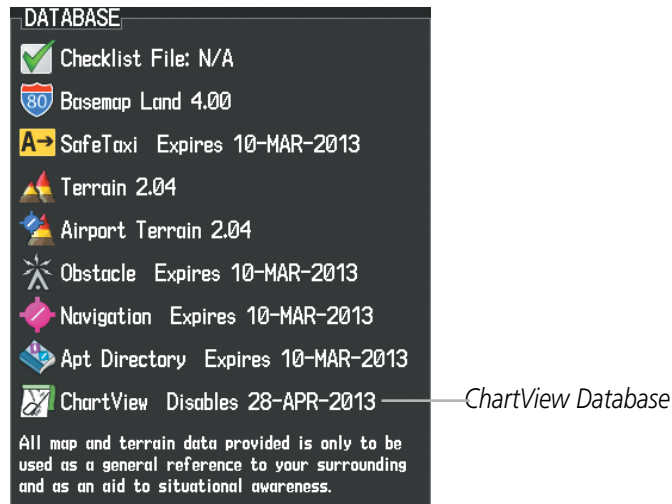 DATABASE
Checklist File: N/A
80 Basemap Land 4.00
A→ SafeTaxi Expires 10-MAR-2013
Terrain 2.04
Airport Terrain 2.04
Obstacle Expires 10-MAR-2013
Navigation Expires 10-MAR-2013
Apt Directory Expires 10-MAR-2013
ChartView Disables 28-APR-2013
ChartView Database
All map and terrain data provided is only to be
used as a general reference to your surrounding
and as an aid to situational awareness.